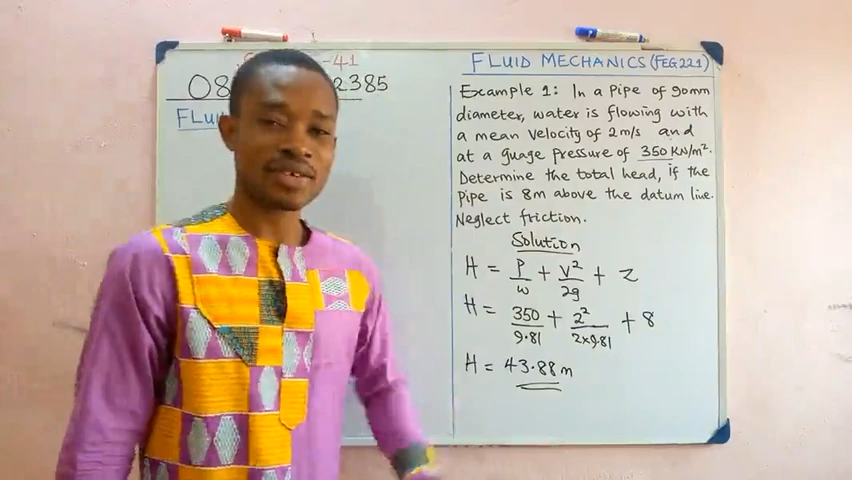 -41
08 2385
FLUI
FLUID MECHANICS (FEG221)
Example 1: In a Pipe of 90mm
diameter, water is flowing with
a mean velocity of 2m/s and
at a guage pressure of 350 KN/m².
Determine the total head, if the
pipe is 8m above the datum line.
Neglect friction.
Solution
H = P/w + V²/2g + Z
H = 350/9.81 + 2²/2x9.81 + 8
H = 43.88m